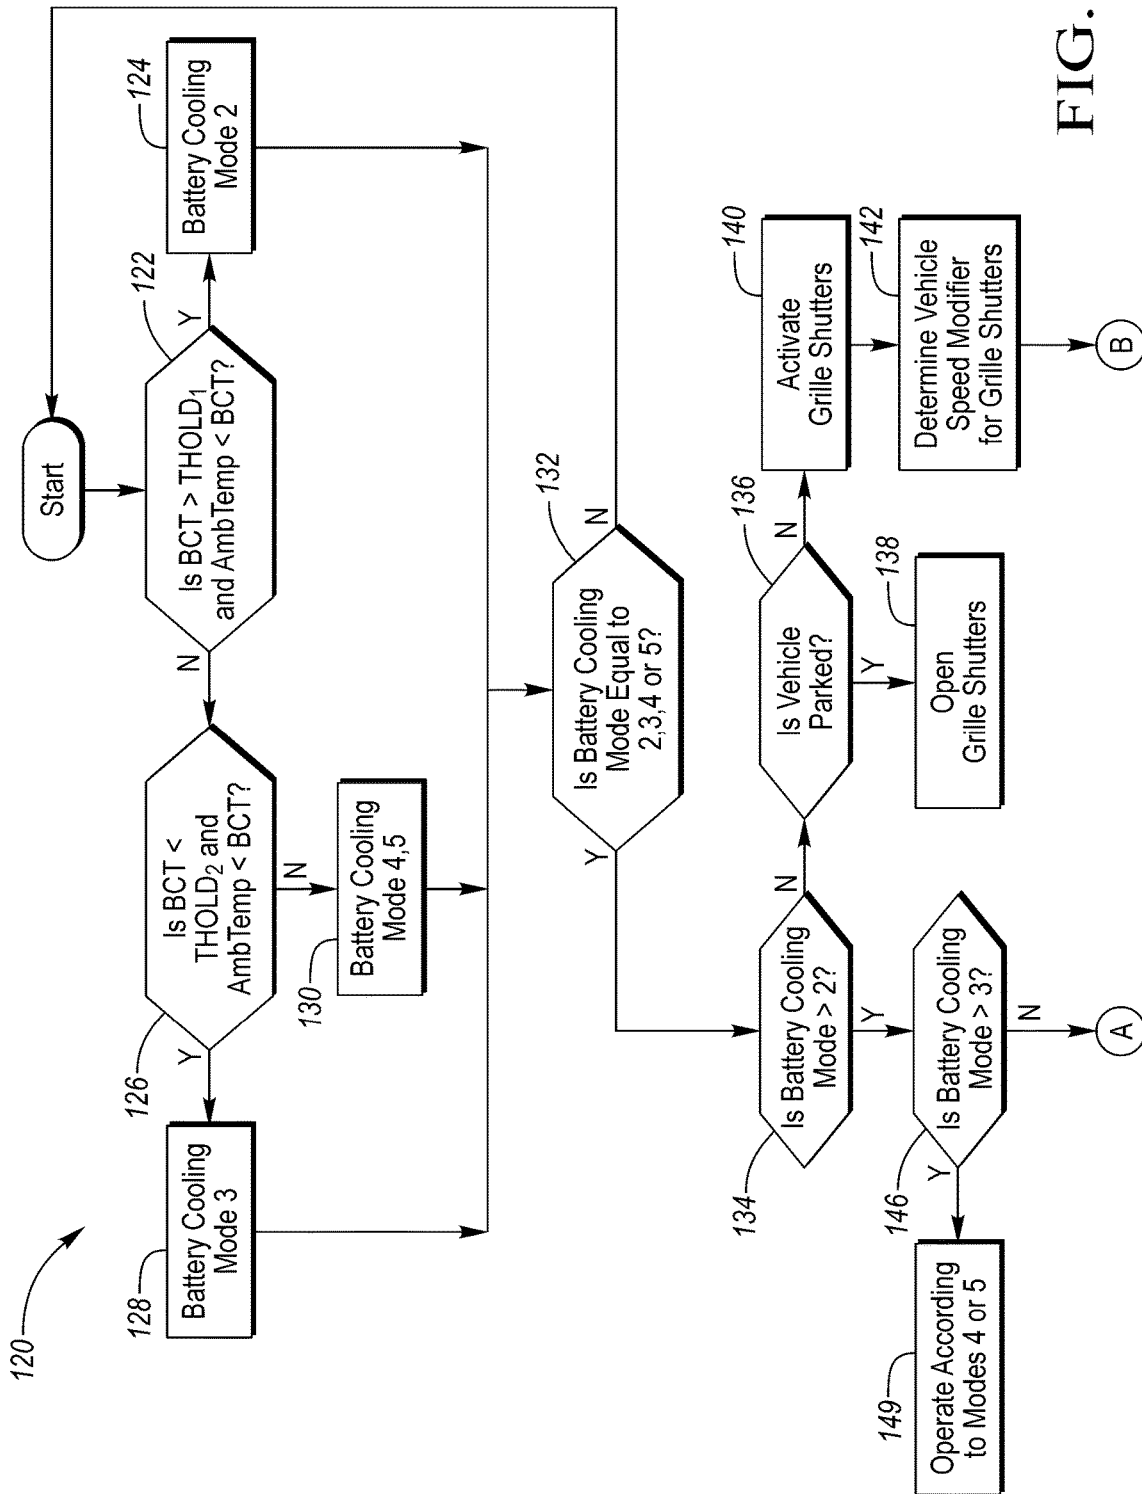 120
Start
Is BCT > THOLD1
and AmbTemp < BCT?
122
Y
N
124
Battery Cooling
Mode 2
126
Is BCT <
THOLD2 and
AmbTemp < BCT?
Y
N
128
Battery Cooling
Mode 3
130
Battery Cooling
Mode 4,5
132
Is Battery Cooling
Mode Equal to
2,3,4 or 5?
N
Y
134
Is Battery Cooling
Mode > 2?
N
Y
136
Is Vehicle
Parked?
N
Y
138
Open
Grille Shutters
140
Activate
Grille Shutters
142
Determine Vehicle
Speed Modifier
for Grille Shutters
B
146
Is Battery Cooling
Mode > 3?
Y
N
149
Operate According
to Modes 4 or 5
A
FIG.